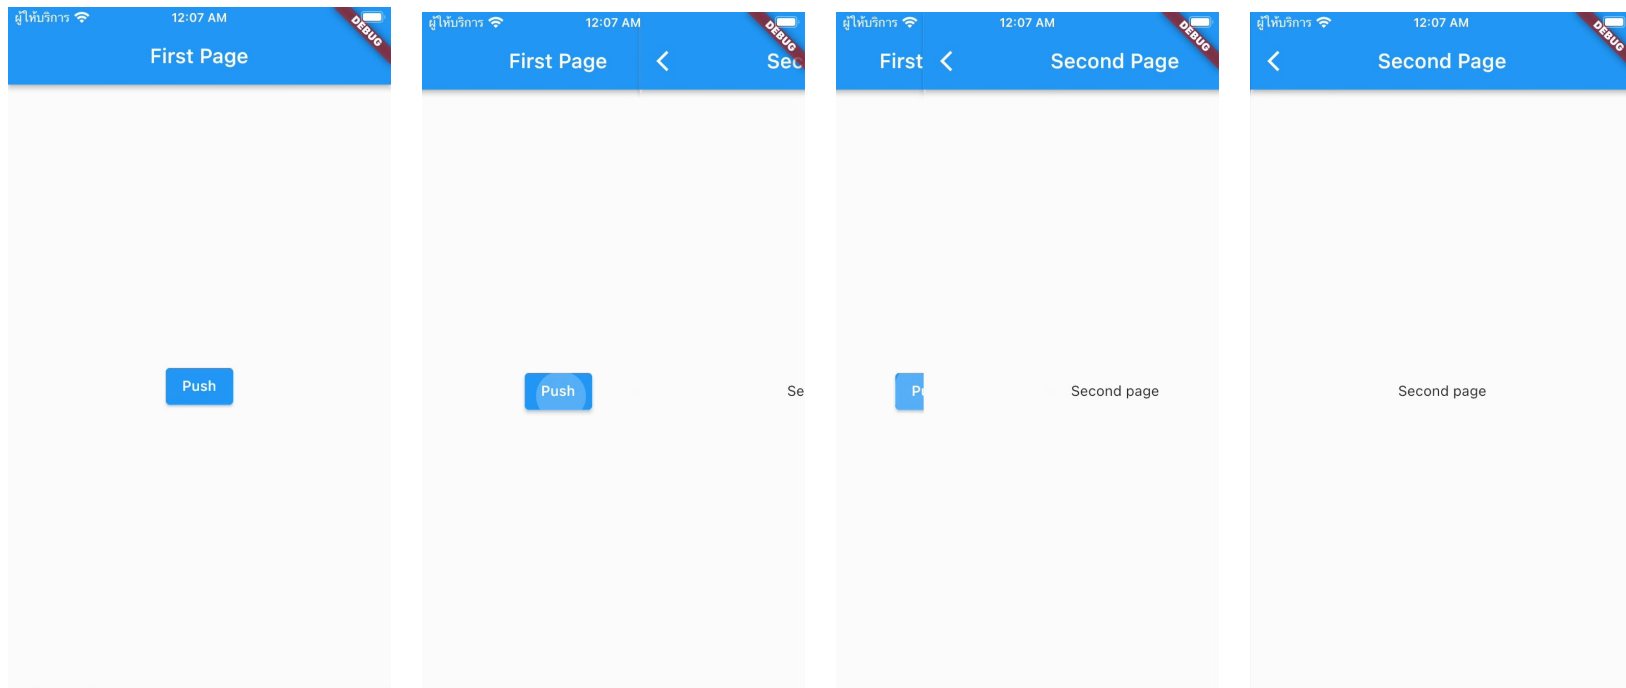 ผู้ให้บริการ 12:07 AM DEBUG
First Page
Push
ผู้ให้บริการ 12:07 AM DEBUG
First Page Sec
Push Se
ผู้ให้บริการ 12:07 AM DEBUG
First Second Page
Pu Second page
ผู้ให้บริการ 12:07 AM DEBUG
Second Page
Second page